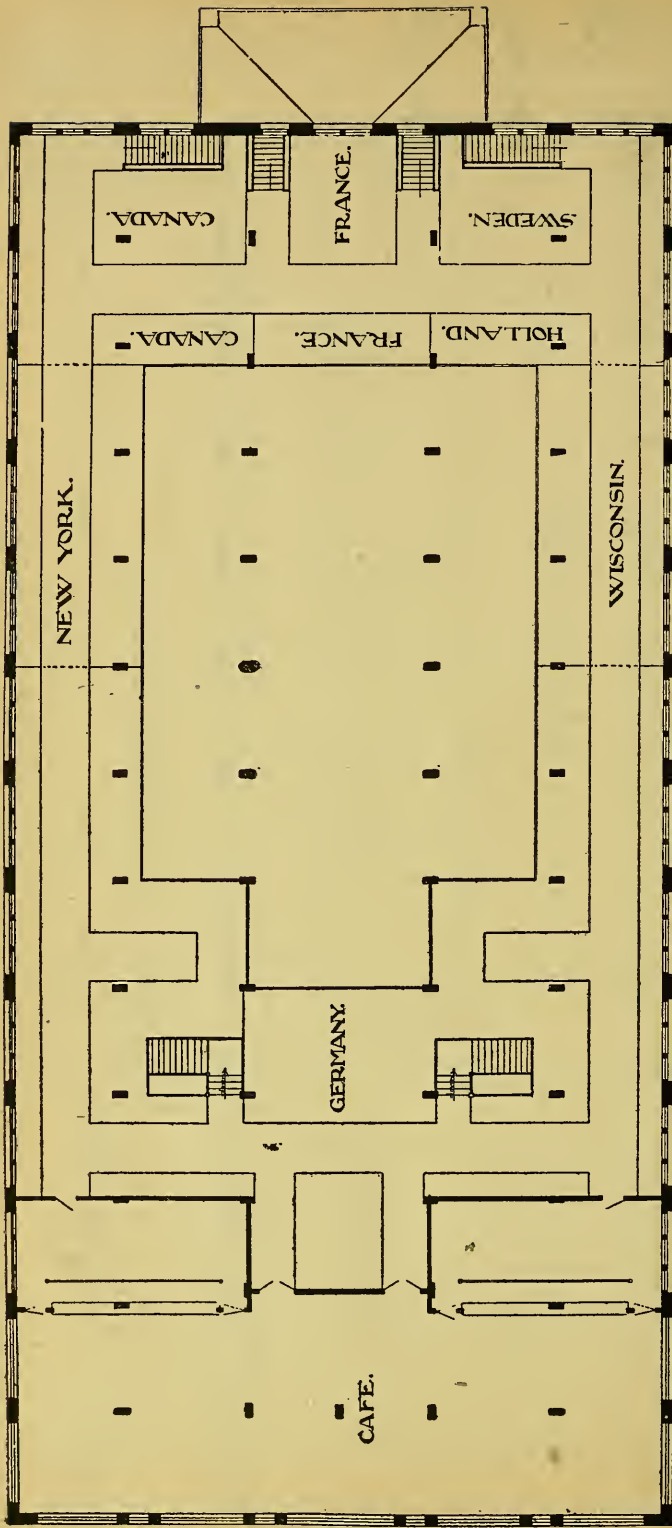 CANADA.
FRANCE.
SWEDEN.
CANADA.
FRANCE.
HOLLAND.
NEW YORK.
WISCONSIN.
GERMANY.
CAFE.